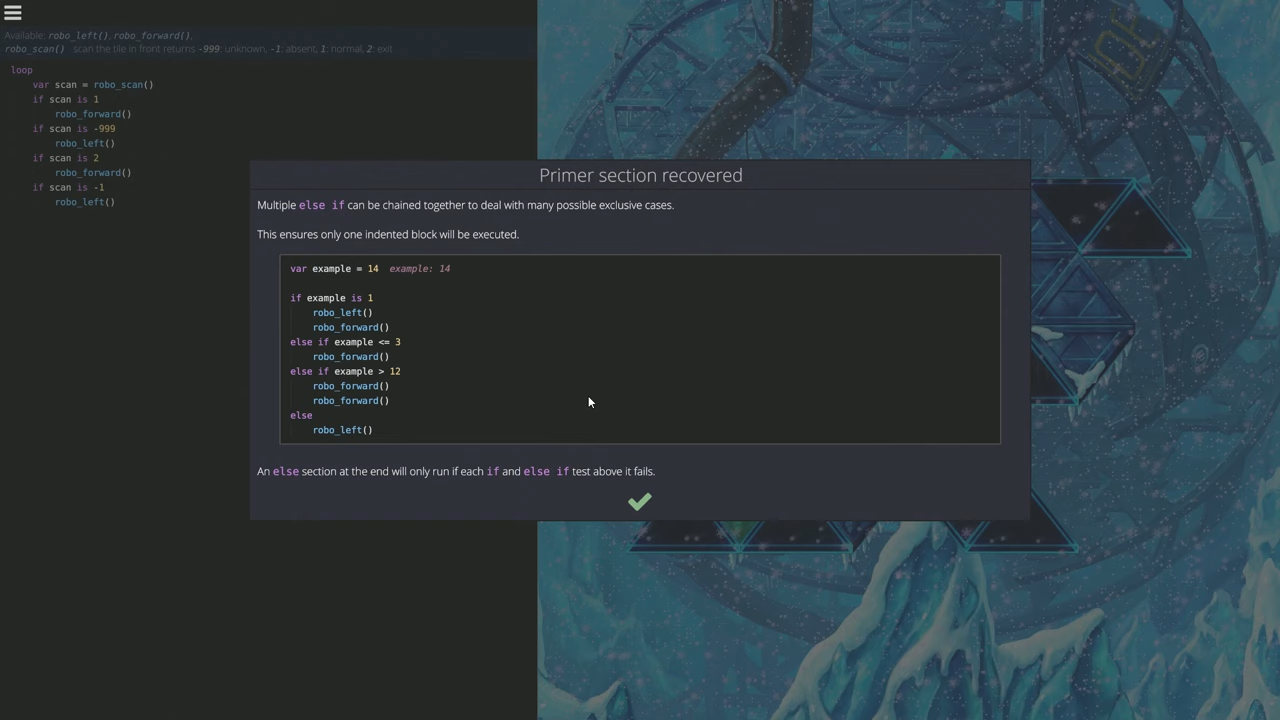 Available: robo_left(), robo_forward(),
robo_scan() scan the tile in front returns -999: unknown, -1: absent, 1: normal, 2: exit
loop
var scan = robo_scan()
if scan is 1
robo_forward()
if scan is -999
robo_left()
if scan is 2
robo_forward()
if scan is -1
robo_left()
Primer section recovered
Multiple else if can be chained together to deal with many possible exclusive cases.
This ensures only one indented block will be executed.
var example = 14 example: 14
if example is 1
robo_left()
robo_forward()
else if example <= 3
robo_forward()
else if example > 12
robo_forward()
robo_forward()
else
robo_left()
An else section at the end will only run if each if and else if test above it fails.